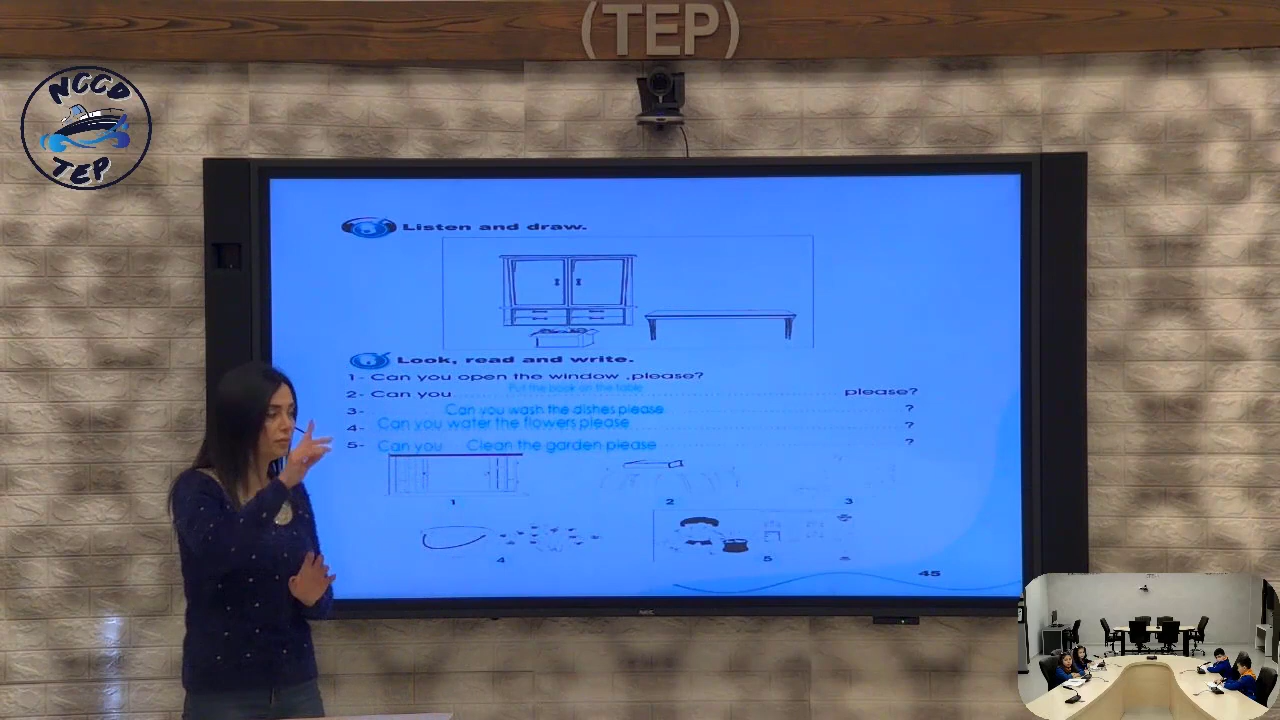 (TEP)
NCCD
TEP
Listen and draw.
Look, read and write.
1- Can you open the window ,please?
Put the book on the table
2- Can you please?
3- Can you wash the dishes please ?
4- Can you water the flowers please ?
5- Can you Clean the garden please ?
1
2
3
4
5
45
NEC